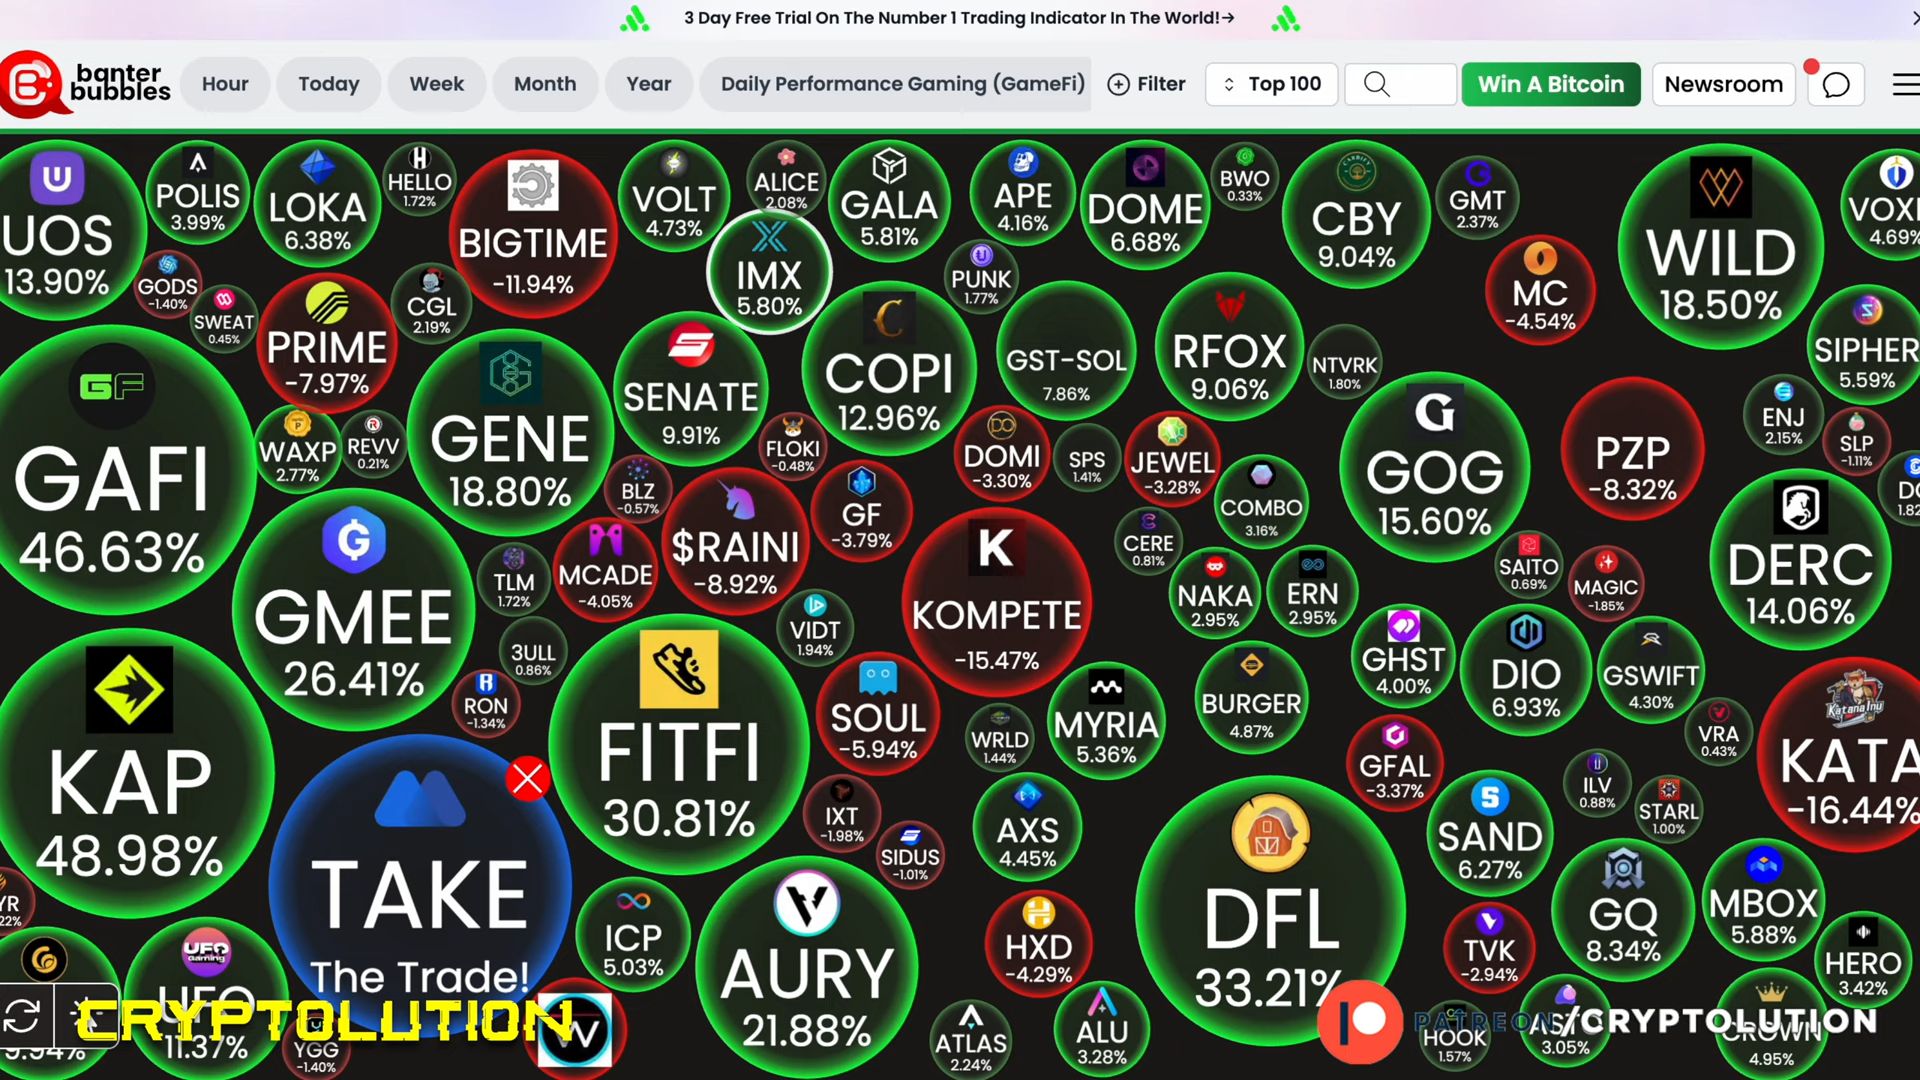 3 Day Free Trial On The Number 1 Trading Indicator In The World!→
banter
bubbles
Hour
Today
Week
Month
Year
Daily Performance Gaming (GameFi)
Filter
Top 100
Win A Bitcoin
Newsroom
UOS
13.90%
POLIS
3.99%
LOKA
6.38%
HELLO
1.72%
BIGTIME
-11.94%
VOLT
4.73%
ALICE
2.08%
GALA
5.81%
APE
4.16%
DOME
6.68%
BWO
0.33%
CBY
9.04%
GMT
2.37%
WILD
18.50%
VOXE
4.69%
GODS
-1.40%
SWEAT
0.45%
PRIME
-7.97%
CGL
2.19%
IMX
5.80%
PUNK
1.77%
MC
-4.54%
SIPHER
5.59%
GAFI
46.63%
WAXP
2.77%
REVV
0.21%
GENE
18.80%
SENATE
9.91%
COPI
12.96%
GST-SOL
7.86%
RFOX
9.06%
NTVRK
1.80%
GOG
15.60%
PZP
-8.32%
ENJ
2.15%
SLP
-1.11%
FLOKI
-0.48%
DOMI
-3.30%
SPS
1.41%
JEWEL
-3.28%
COMBO
3.16%
BLZ
-0.57%
$RAINI
-8.92%
GF
-3.79%
KOMPETE
-15.47%
CERE
0.81%
NAKA
2.95%
ERN
2.95%
SAITO
0.69%
MAGIC
-1.85%
DERC
14.06%
1.82
GMEE
26.41%
TLM
1.72%
MCADE
-4.05%
VIDT
1.94%
3ULL
0.86%
RON
-1.34%
KAP
48.98%
FITFI
30.81%
SOUL
-5.94%
WRLD
1.44%
MYRIA
5.36%
BURGER
4.87%
GHST
4.00%
DIO
6.93%
GSWIFT
4.30%
VRA
0.43%
Katana Inu
KATA
-16.44%
GFAL
-3.37%
ILV
0.88%
STARL
1.00%
IXT
-1.98%
SIDUS
-1.01%
AXS
4.45%
DFL
33.21%
SAND
6.27%
GQ
8.34%
MBOX
5.88%
TAKE
The Trade!
ICP
5.03%
AURY
21.88%
HXD
-4.29%
TVK
-2.94%
HERO
3.42%
YR
22%
9.94%
UFO
gaming
UFO
11.37%
YGG
-1.40%
ATLAS
2.24%
ALU
3.28%
HOOK
1.57%
AST
3.05%
CROWN
4.95%
CRYPTOLUTION
PATREON/CRYPTOLUTION